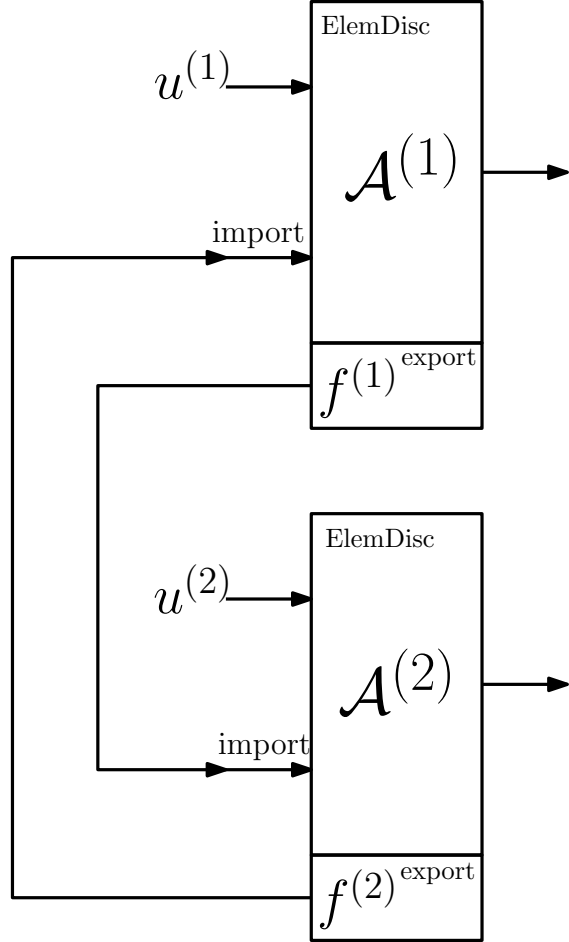 ElemDisc
u^(1)
𝒜^(1)
import
f^(1) export
ElemDisc
u^(2)
𝒜^(2)
import
f^(2) export